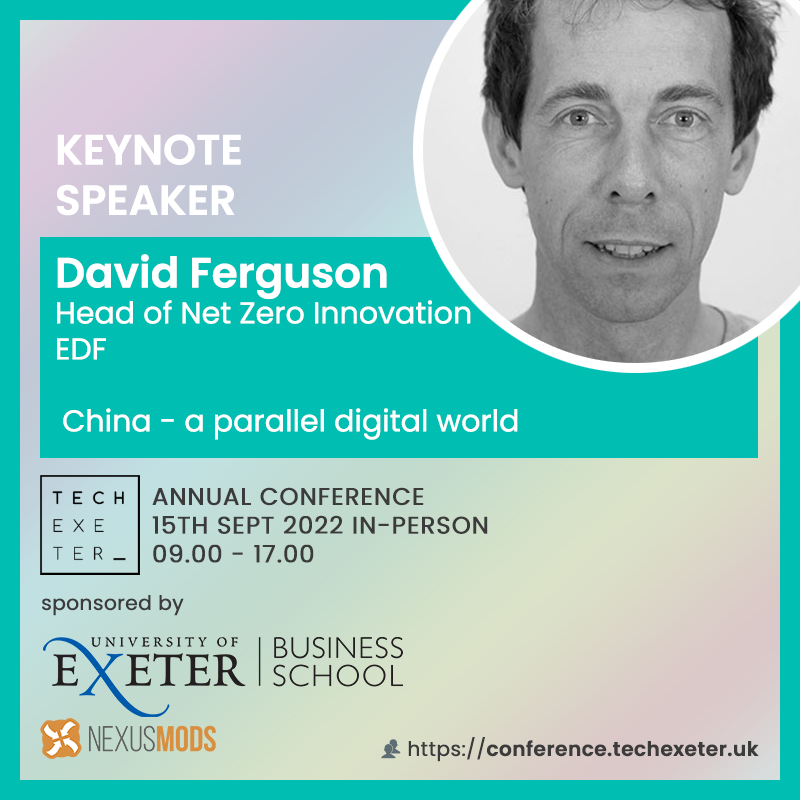 KEYNOTE
SPEAKER
David Ferguson
Head of Net Zero Innovation
EDF
China - a parallel digital world
TECH
EXE
TER_
ANNUAL CONFERENCE
15TH SEPT 2022 IN-PERSON
09.00 - 17.00
sponsored by
UNIVERSITY OF
EXETER
BUSINESS
SCHOOL
NEXUSMODS
https://conference.techexeter.uk